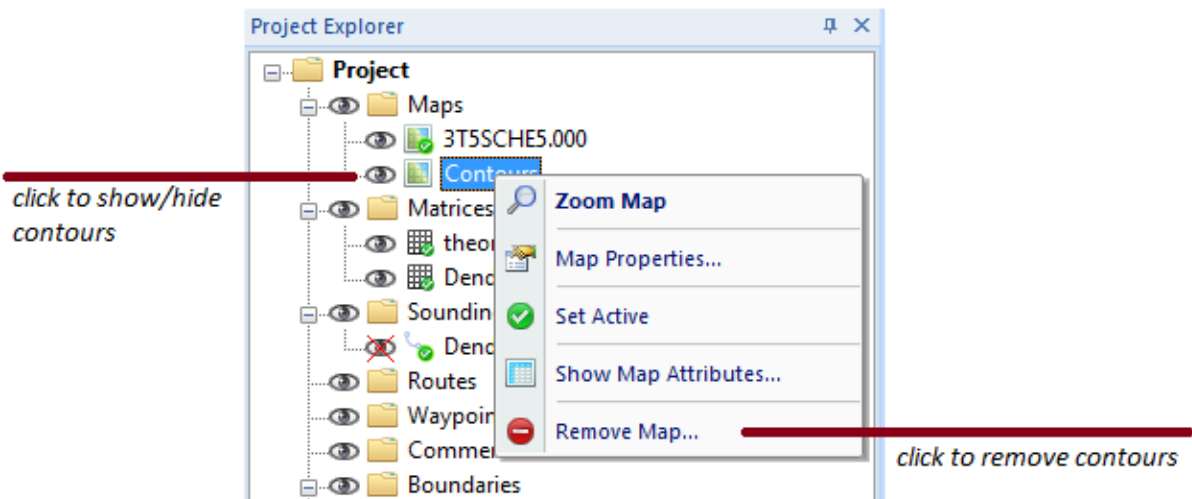 Project Explorer
Project
Maps
3T5SCHE5.000
Contours
click to show/hide
contours
Zoom Map
Matrices
Map Properties...
Set Active
Show Map Attributes...
Routes
Remove Map...
click to remove contours
Boundaries